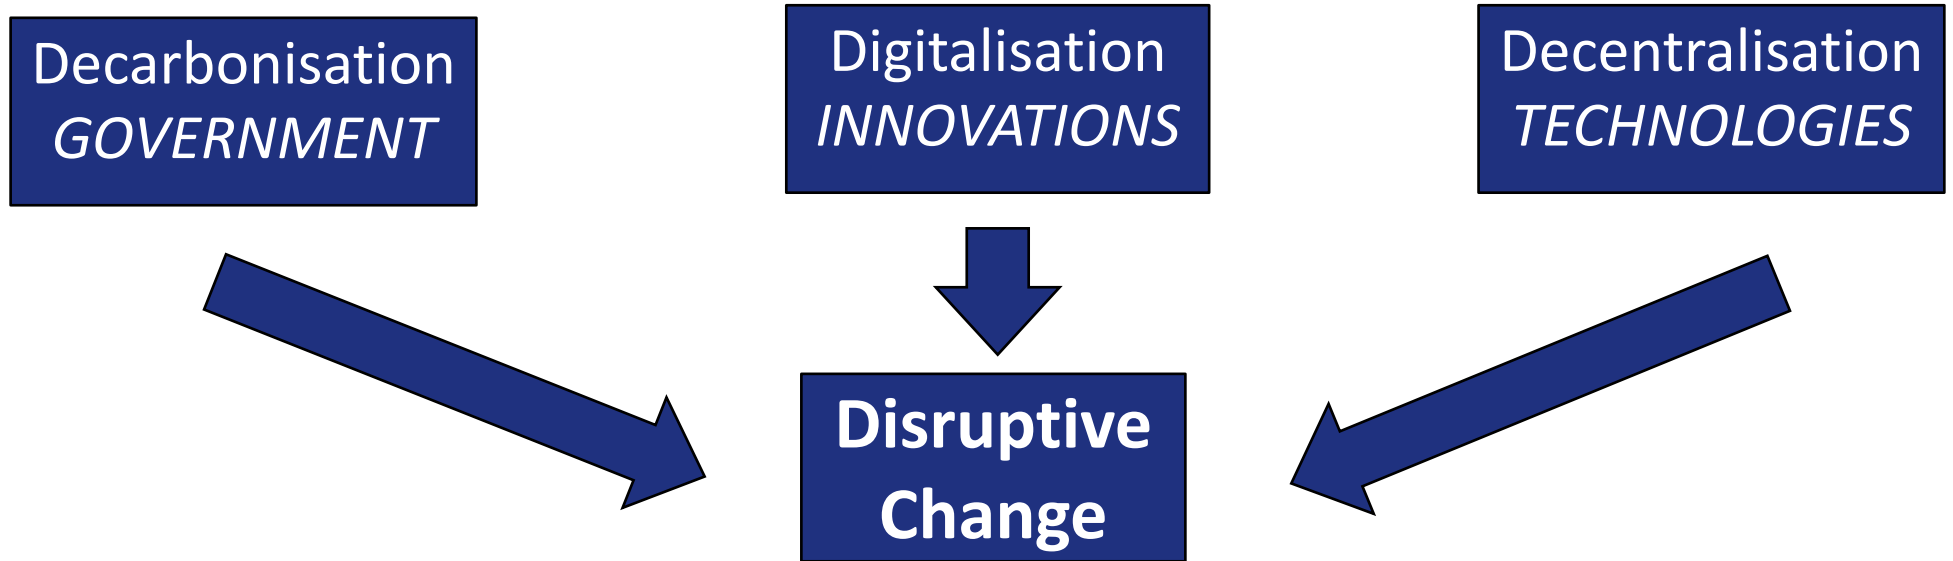 Decarbonisation
GOVERNMENT
Digitalisation
INNOVATIONS
Decentralisation
TECHNOLOGIES
Disruptive
Change